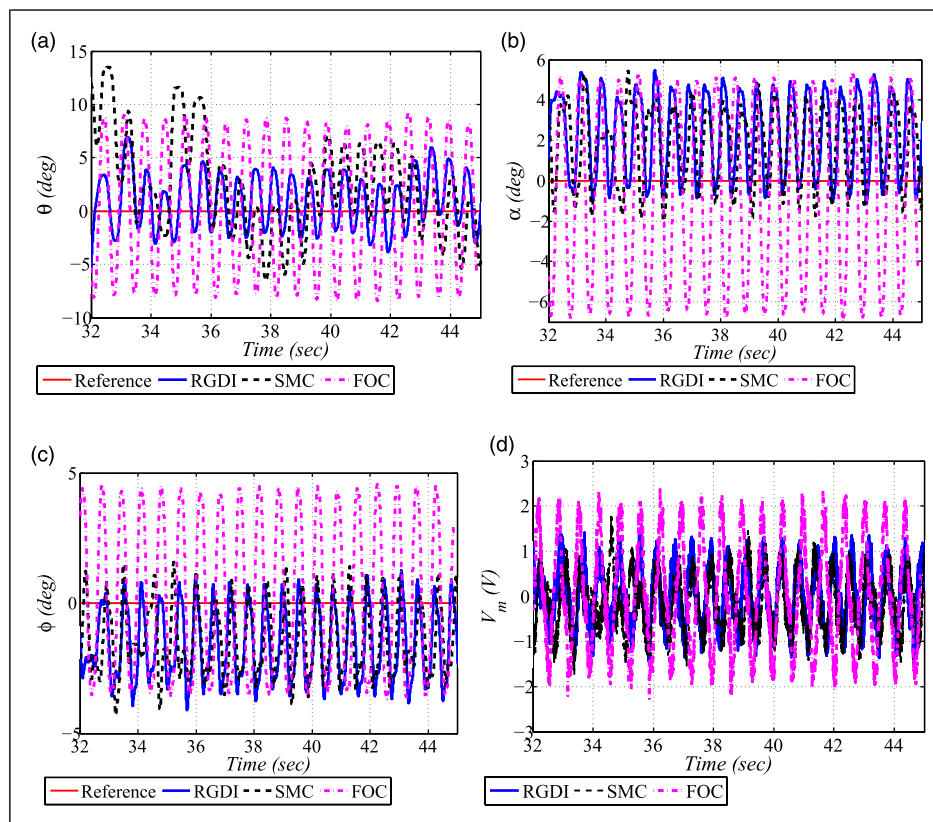 (a)
θ (deg
15
10
5
0
−5
−10
32 34 36 38 40 42 44
Time (sec)
Reference RGDI SMC FOC
(b)
α (deg
6
4
2
0
−2
−4
−6
32 34 36 38 40 42 44
Time (sec)
Reference RGDI SMC FOC
(c)
ϕ (deg
5
0
−5
32 34 36 38 40 42 44
Time (sec)
Reference RGDI SMC FOC
(d)
Vm (V)
3
2
1
0
−1
−2
−3
32 34 36 38 40 42 44
Time (sec)
RGDI SMC FOC